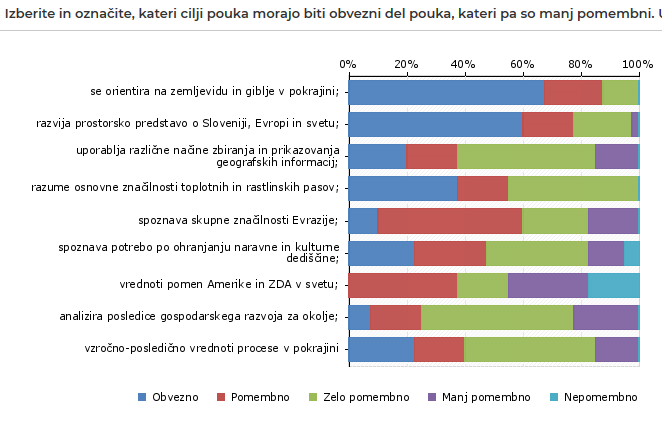 Izberite in označite, kateri cilji pouka morajo biti obvezni del pouka, kateri pa so manj pomembni.
0% 20% 40% 60% 80% 100%
se orientira na zemljevidu in giblje v pokrajini;
razvija prostorsko predstavo o Sloveniji, Evropi in svetu;
uporablja različne načine zbiranja in prikazovanja
geografskih informacij;
razume osnovne značilnosti toplotnih in rastlinskih pasov;
spoznava skupne značilnosti Evrazije;
spoznava potrebo po ohranjanju naravne in kulturne
dediščine;
vrednoti pomen Amerike in ZDA v svetu;
analizira posledice gospodarskega razvoja za okolje;
vzročno-posledično vrednoti procese v pokrajini
Obvezno Pomembno Zelo pomembno Manj pomembno Nepomembno